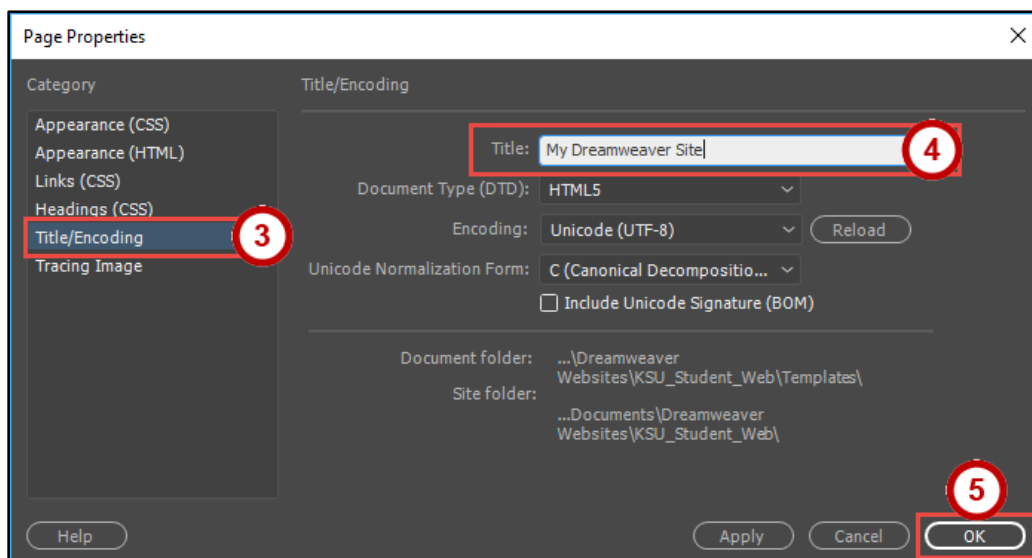 Page Properties
Category
Appearance (CSS)
Appearance (HTML)
Links (CSS)
Headings (CSS)
Title/Encoding
3
Tracing Image
Title/Encoding
Title: My Dreamweaver Site
4
Document Type (DTD): HTML5
Encoding: Unicode (UTF-8) Reload
Unicode Normalization Form: C (Canonical Decompositio...
Include Unicode Signature (BOM)
Document folder: ...\Dreamweaver
Websites\KSU_Student_Web\Templates\
Site folder:
...Documents\Dreamweaver
Websites\KSU_Student_Web\
5
Help Apply Cancel OK